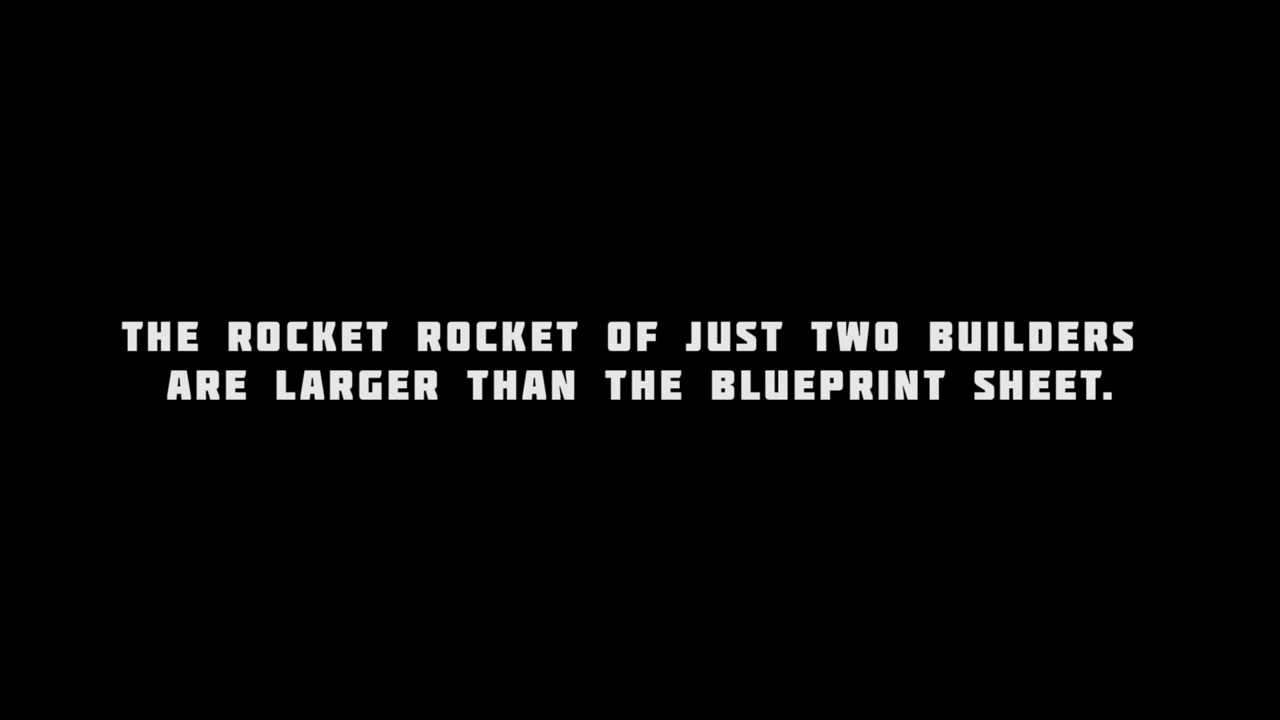 THE ROCKET ROCKET OF JUST TWO BUILDERS
ARE LARGER THAN THE BLUEPRINT SHEET.